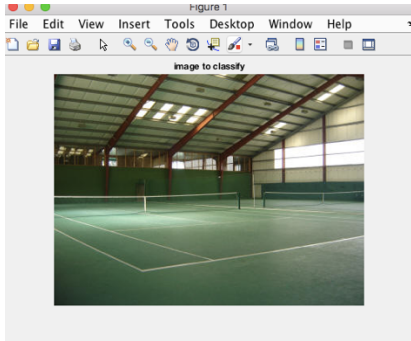 Figure 1
File Edit View Insert Tools Desktop Window Help
image to classify